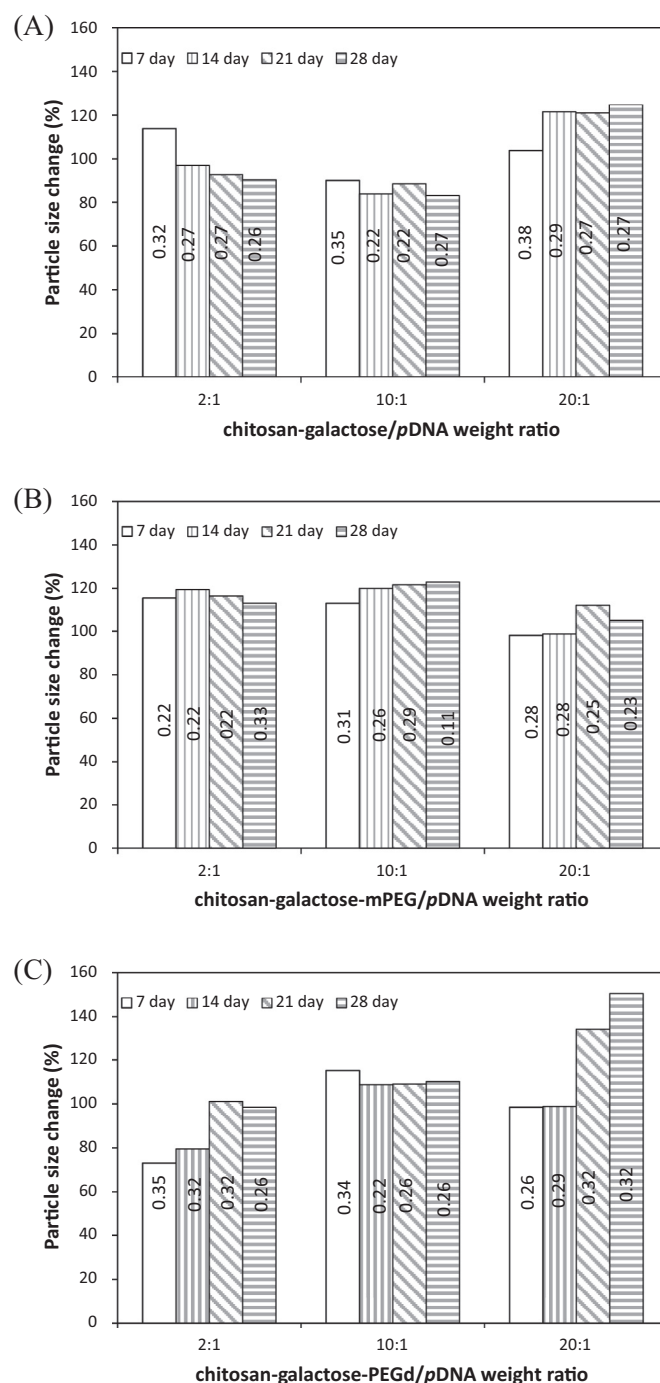 (A)
160
140
120
100
80
60
40
20
0
Particle size change (%)
7 day 14 day 21 day 28 day
0.32 0.27 0.27 0.26 0.35 0.22 0.22 0.27 0.38 0.29 0.27 0.27
2:1 10:1 20:1
chitosan-galactose/pDNA weight ratio
(B)
160
140
120
100
80
60
40
20
0
Particle size change (%)
7 day 14 day 21 day 28 day
0.22 0.22 022 0.33 0.31 0.26 0.29 0.11 0.28 0.28 0.25 0.23
2:1 10:1 20:1
chitosan-galactose-mPEG/pDNA weight ratio
(C)
160
140
120
100
80
60
40
20
0
Particle size change (%)
7 day 14 day 21 day 28 day
0.35 0.32 0.32 0.26 0.34 0.22 0.26 0.26 0.26 0.29 0.32 0.32
2:1 10:1 20:1
chitosan-galactose-PEGd/pDNA weight ratio